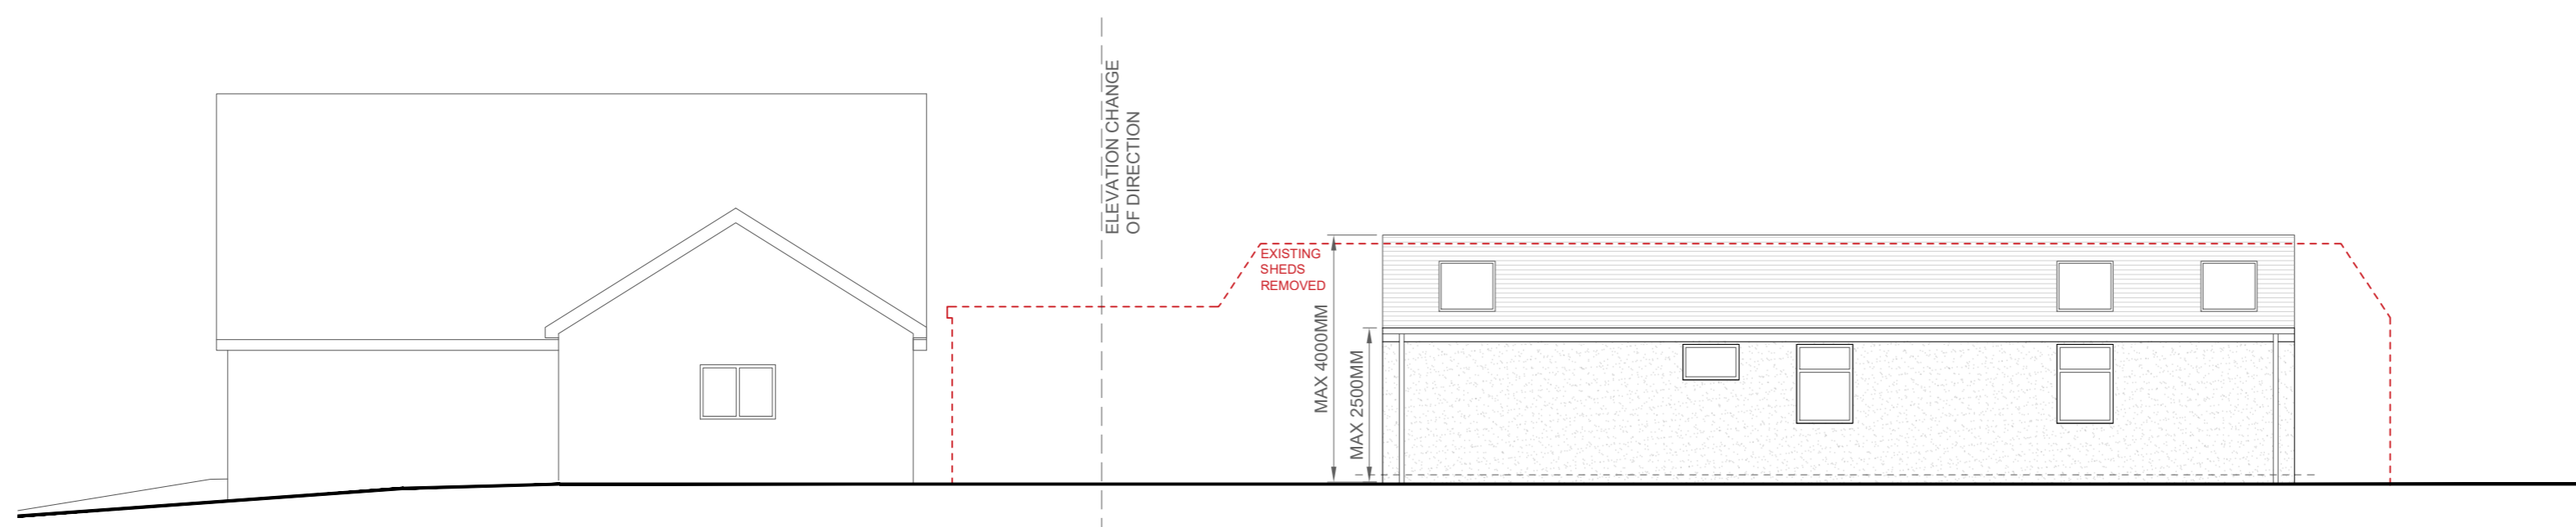 ELEVATION CHANGE
OF DIRECTION
EXISTING
SHEDS
REMOVED
MAX 4000MM
MAX 2500MM